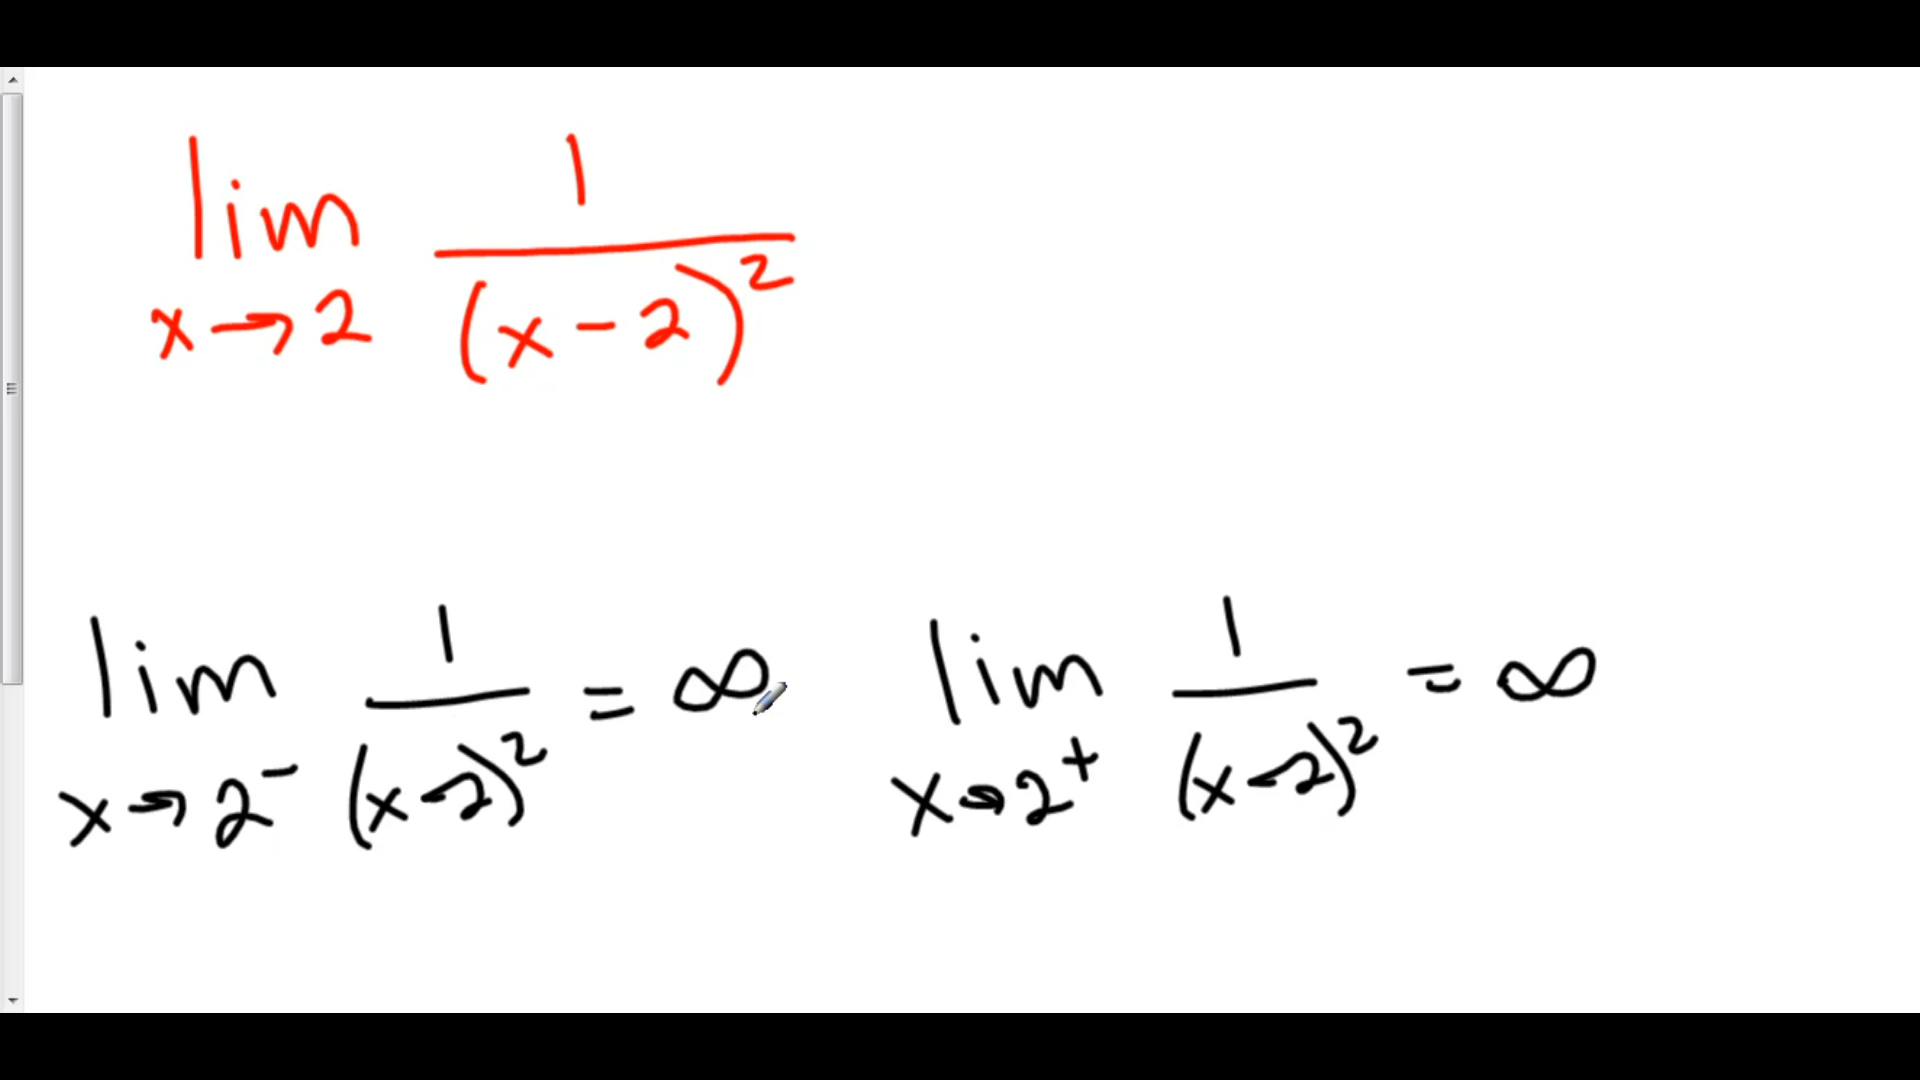 lim 1/(x-2)²
x→2
lim 1/(x-2)² = ∞ lim 1/(x-2)² = ∞
x→2⁻ x→2⁺